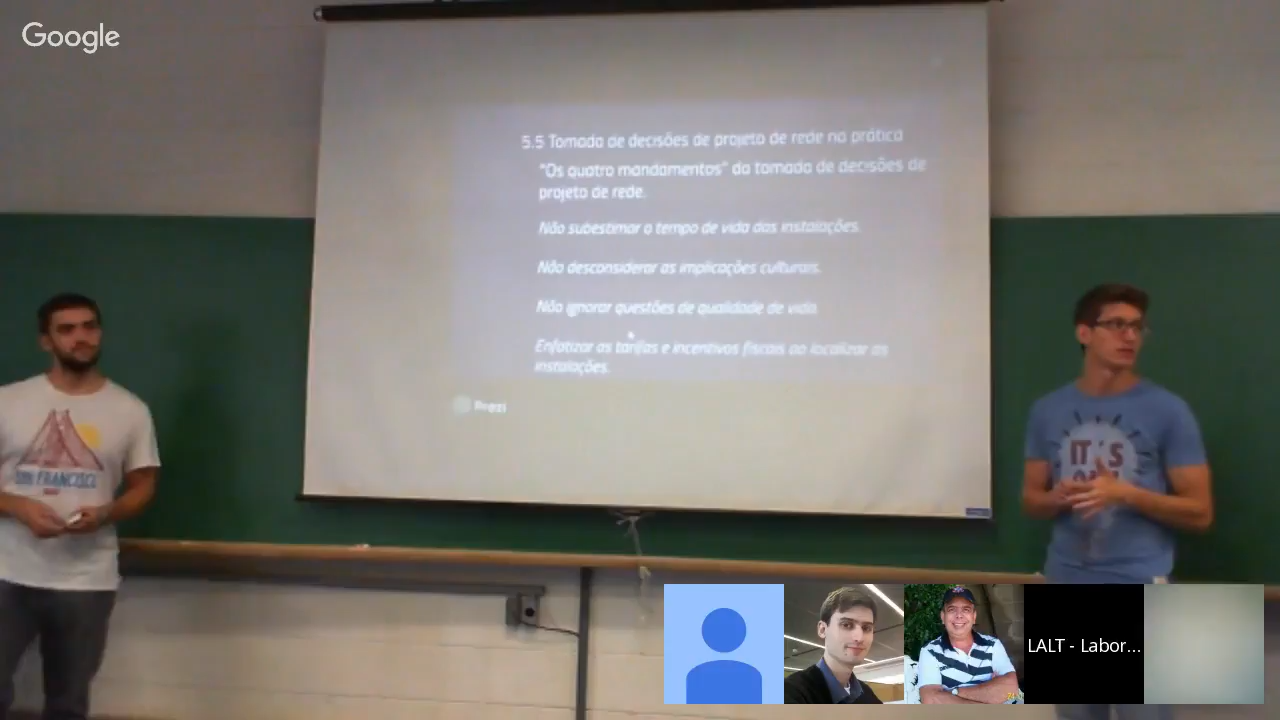 Google
5.5 Tomada de decisões de projeto de rede na prática
"Os quatro mandamentos" da tomada de decisões de
projeto de rede.
Não subestimar o tempo de vida das instalações.
Não desconsiderar as implicações culturais.
Não ignorar questões de qualidade de vida.
Enfatizar as tarifas e incentivos fiscais ao localizar as
instalações.
Prezi
SAN FRANCISCO
IT'S
LALT - Labor...